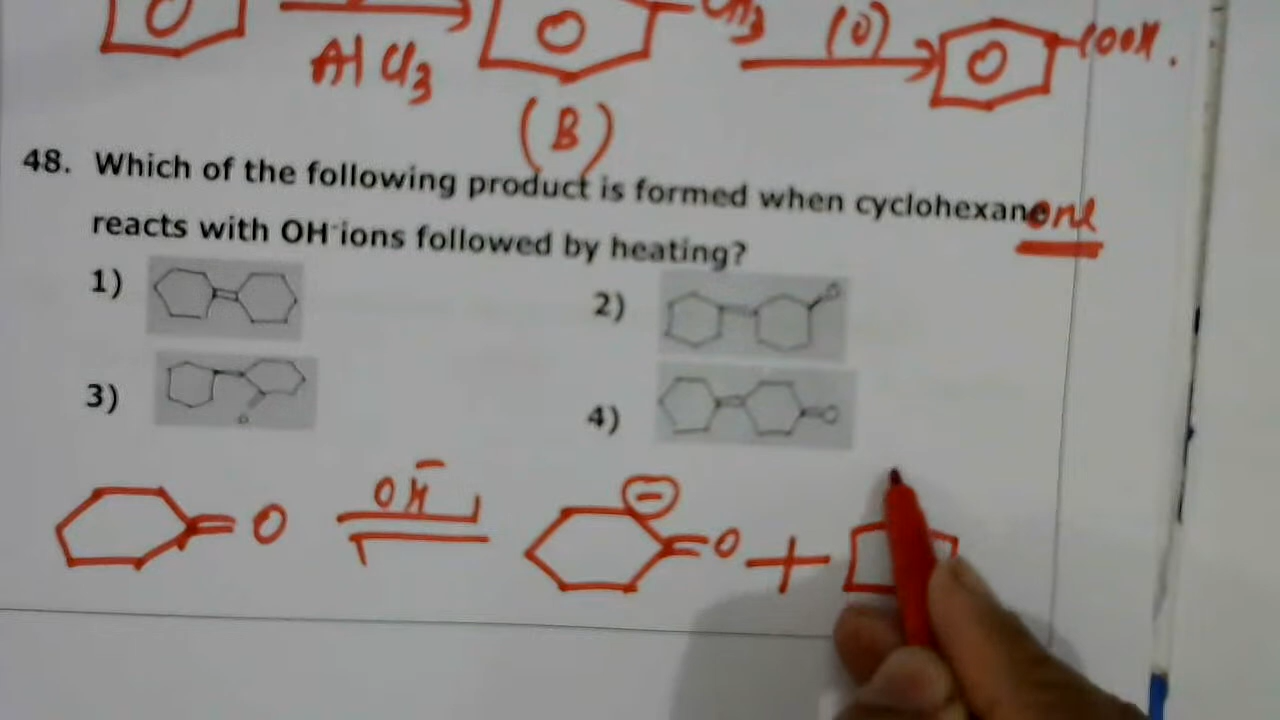 AlCl3
CH3 (O) COOH.
(B)
48. Which of the following product is formed when cyclohexanone
reacts with OH- ions followed by heating?
1) 2) O
3) O 4) O
O OH- - O +